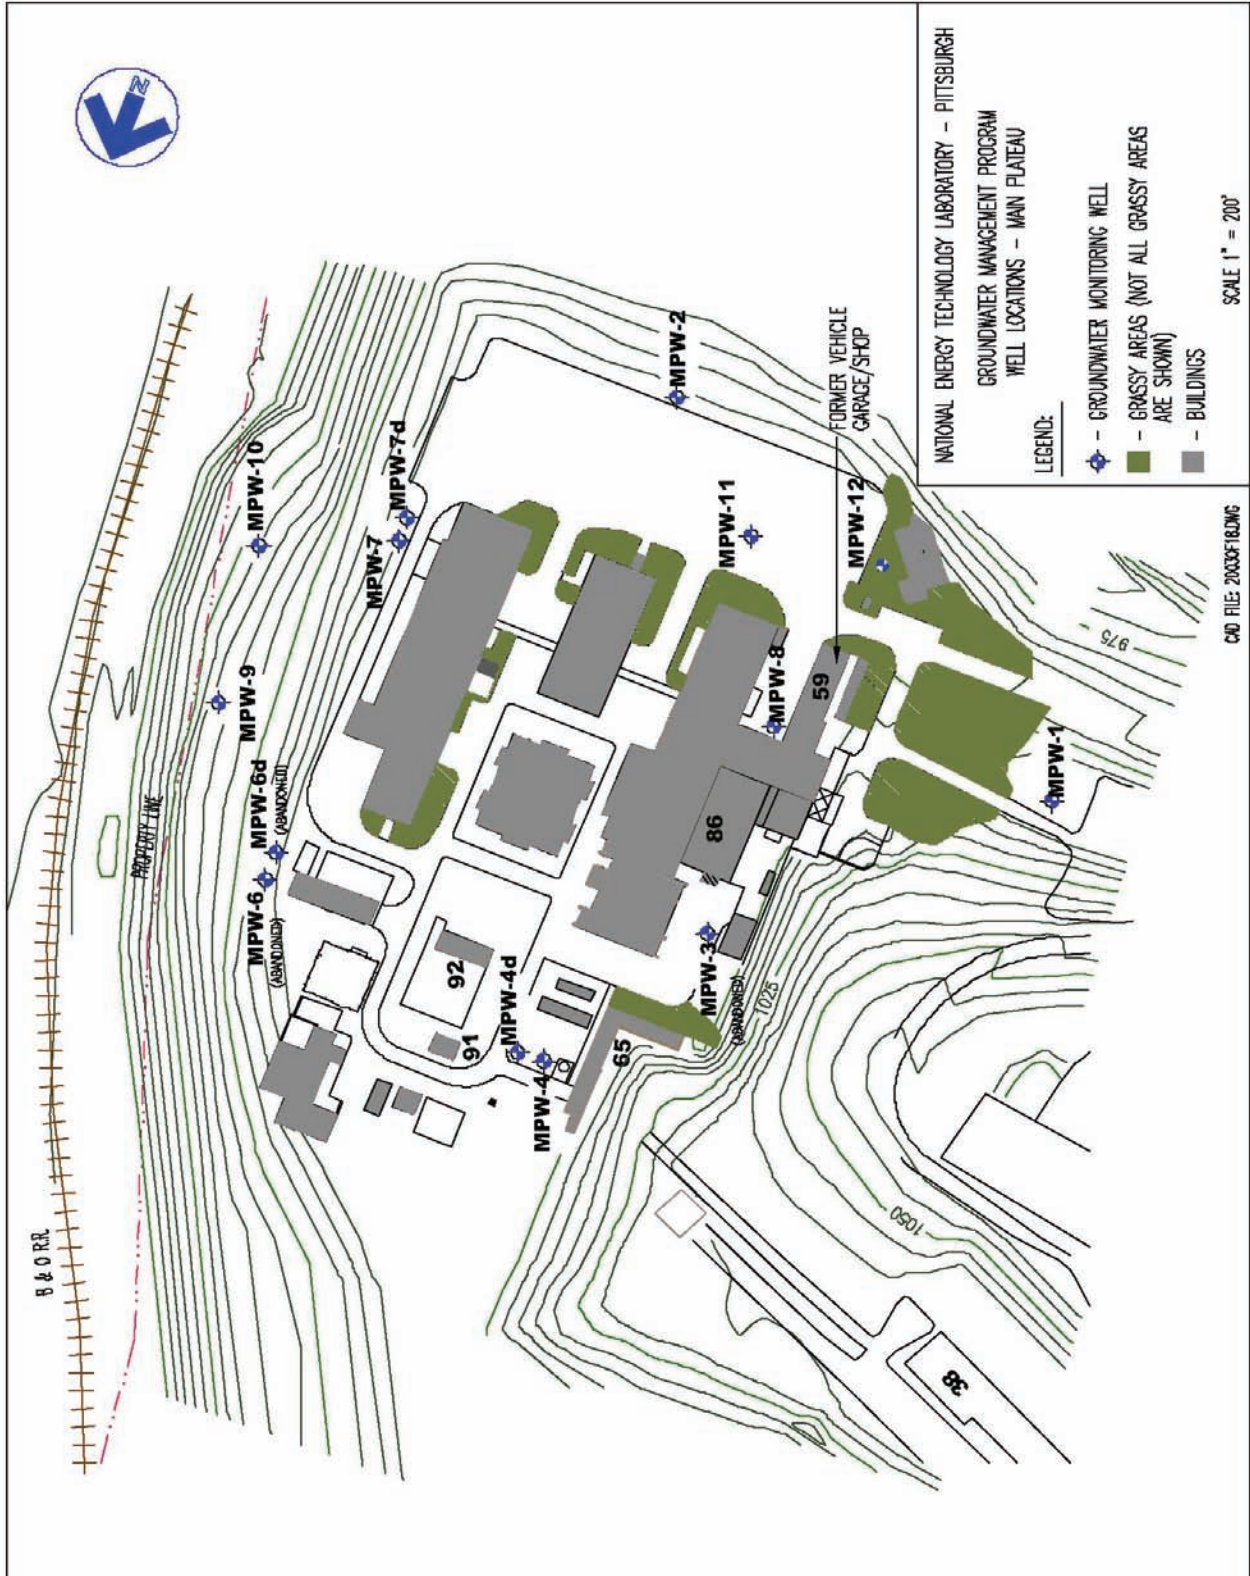 N
B & O R.R.
PROPERTY LINE
MPW-10
MPW-9
MPW-7
MPW-7d
MPW-6d
(ABANDONED)
MPW-6
(ABANDONED)
MPW-2
MPW-11
FORMER VEHICLE
GARAGE/SHOP
MPW-12
MPW-8
59
86
92
91
MPW-4d
MPW-4
65
MPW-3
(ABANDONED)
1025
MPW-1
975
1050
38
NATIONAL ENERGY TECHNOLOGY LABORATORY - PITTSBURGH
GROUNDWATER MANAGEMENT PROGRAM
WELL LOCATIONS - MAIN PLATEAU
LEGEND:
- GROUNDWATER MONITORING WELL
- GRASSY AREAS (NOT ALL GRASSY AREAS
ARE SHOWN)
- BUILDINGS
SCALE 1" = 200'
CAD FILE: 20030F18.DWG